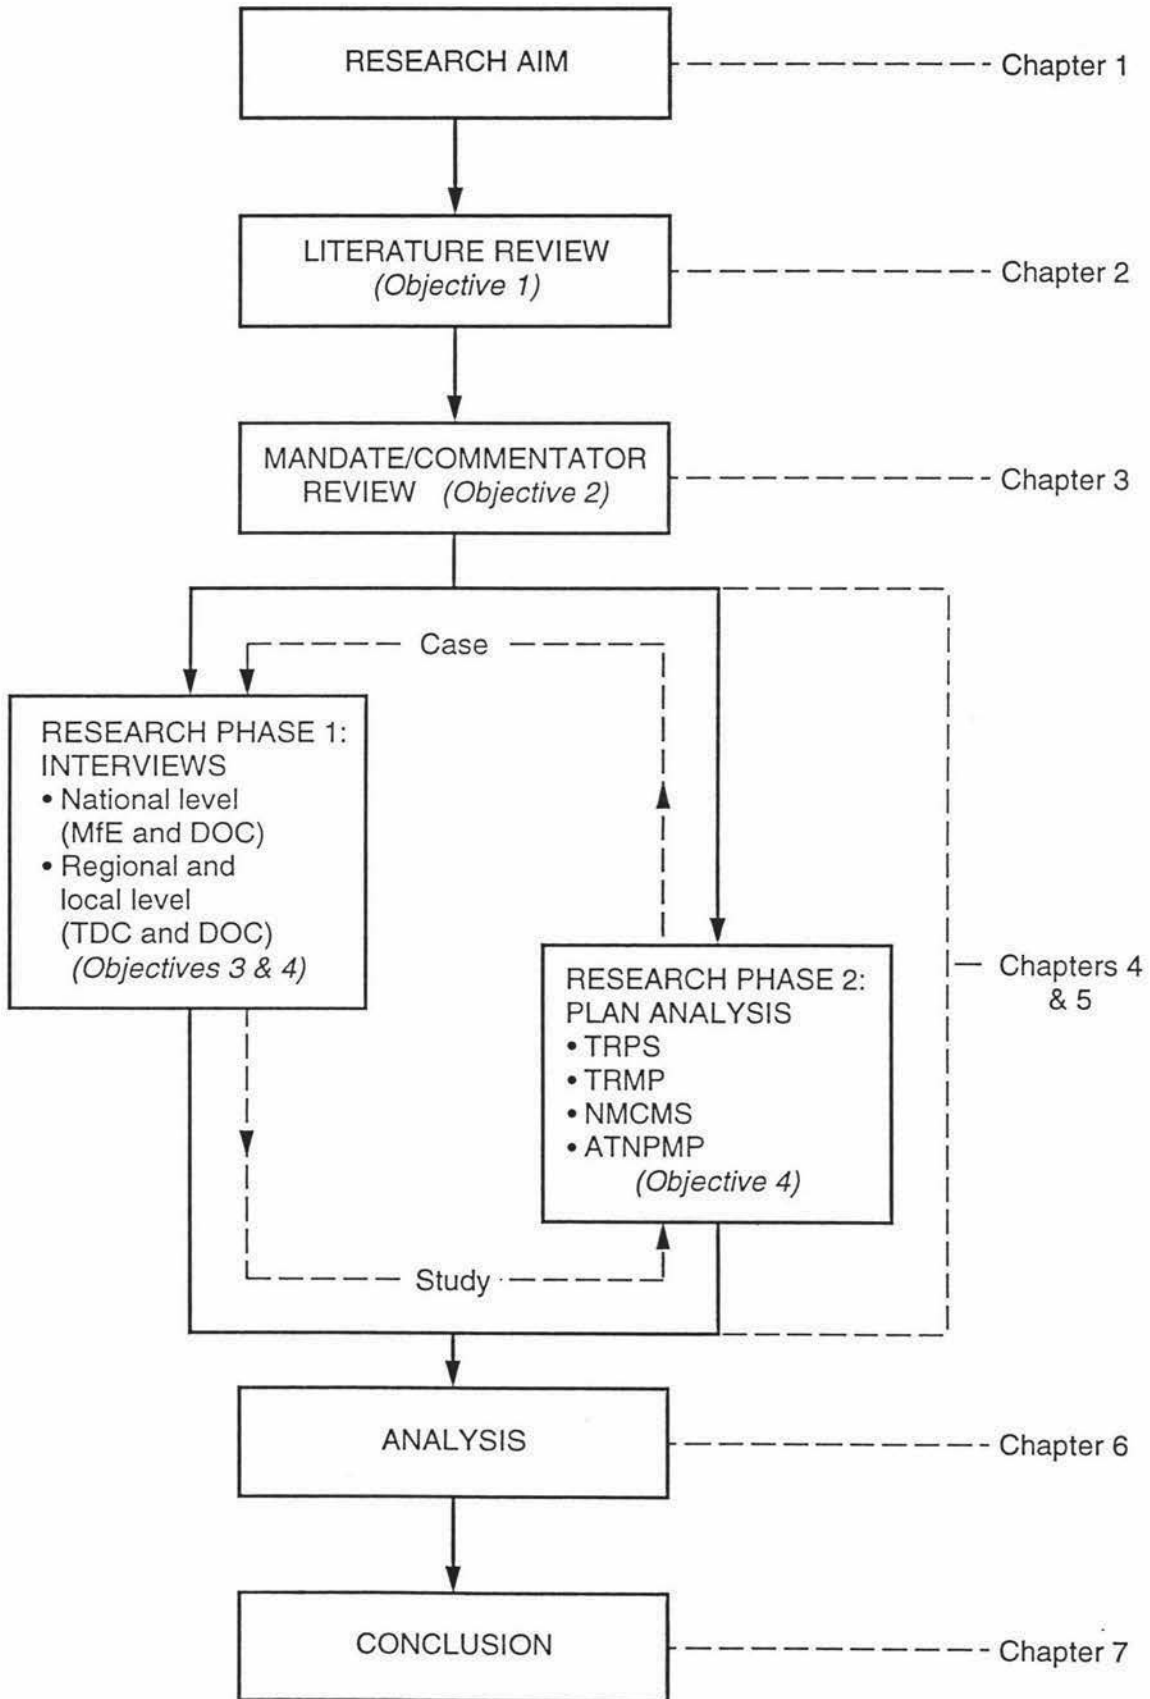 RESEARCH AIM
Chapter 1
LITERATURE REVIEW
(Objective 1)
Chapter 2
MANDATE/COMMENTATOR
REVIEW (Objective 2)
Chapter 3
Case
RESEARCH PHASE 1:
INTERVIEWS
• National level
(MfE and DOC)
• Regional and
local level
(TDC and DOC)
(Objectives 3 & 4)
RESEARCH PHASE 2:
PLAN ANALYSIS
• TRPS
• TRMP
• NMCMS
• ATNPMP
(Objective 4)
Chapters 4
& 5
Study
ANALYSIS
Chapter 6
CONCLUSION
Chapter 7